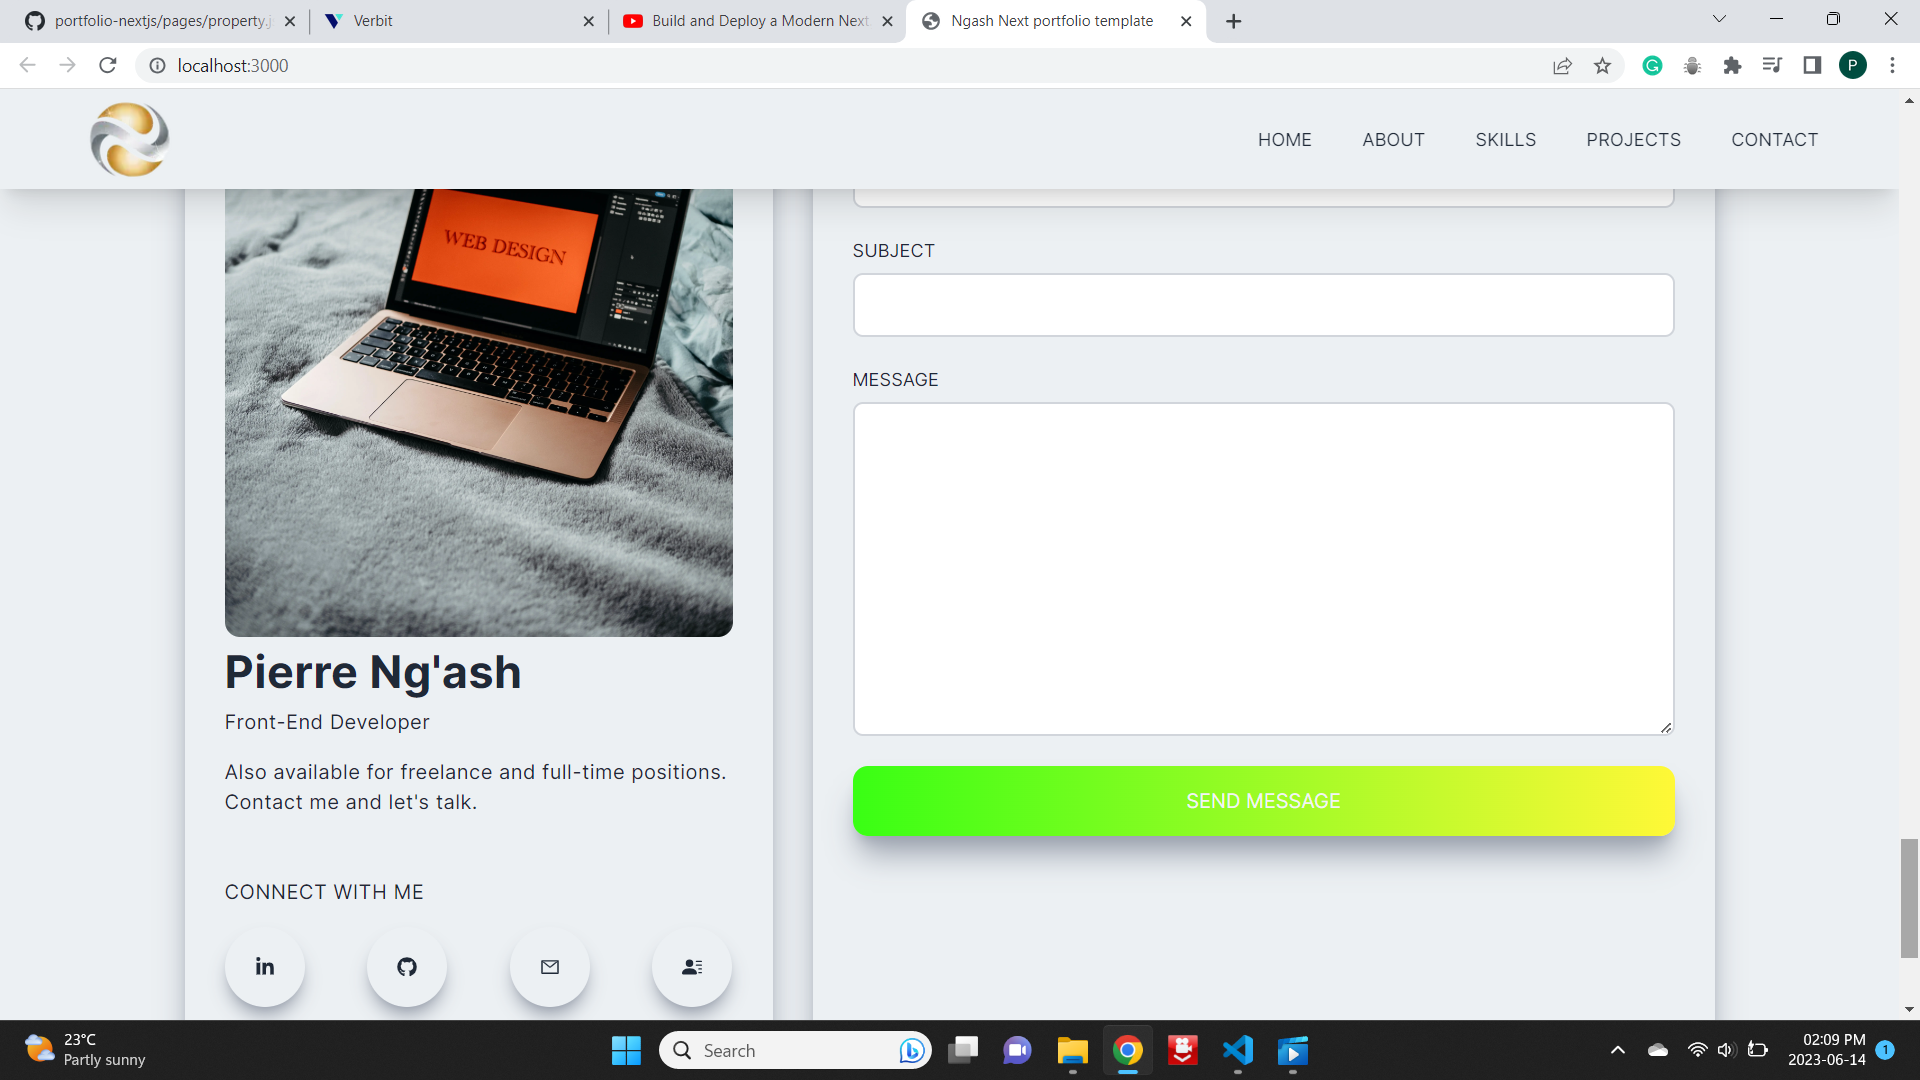 portfolio-nextjs/pages/property.j
Verbit
Build and Deploy a Modern Next
Ngash Next portfolio template
localhost:3000
P
HOME
ABOUT
SKILLS
PROJECTS
CONTACT
WEB DESIGN
Pierre Ng'ash
Front-End Developer
Also available for freelance and full-time positions.
Contact me and let's talk.
CONNECT WITH ME
in
SUBJECT
MESSAGE
SEND MESSAGE
23°C
Partly sunny
Search
02:09 PM
2023-06-14
1